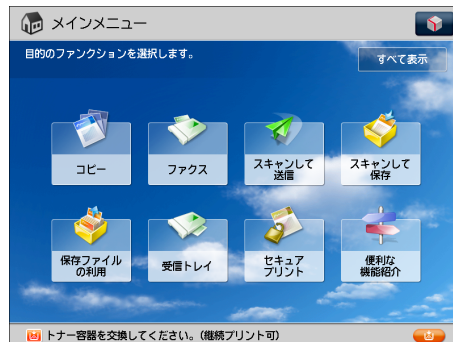 メインメニュー
目的のファンクションを選択します。
すべて表示
コピー
ファクス
スキャンして
送信
スキャンして
保存
保存ファイル
の利用
受信トレイ
セキュア
プリント
便利な
機能紹介
トナー容器を交換してください。(継続プリント可)